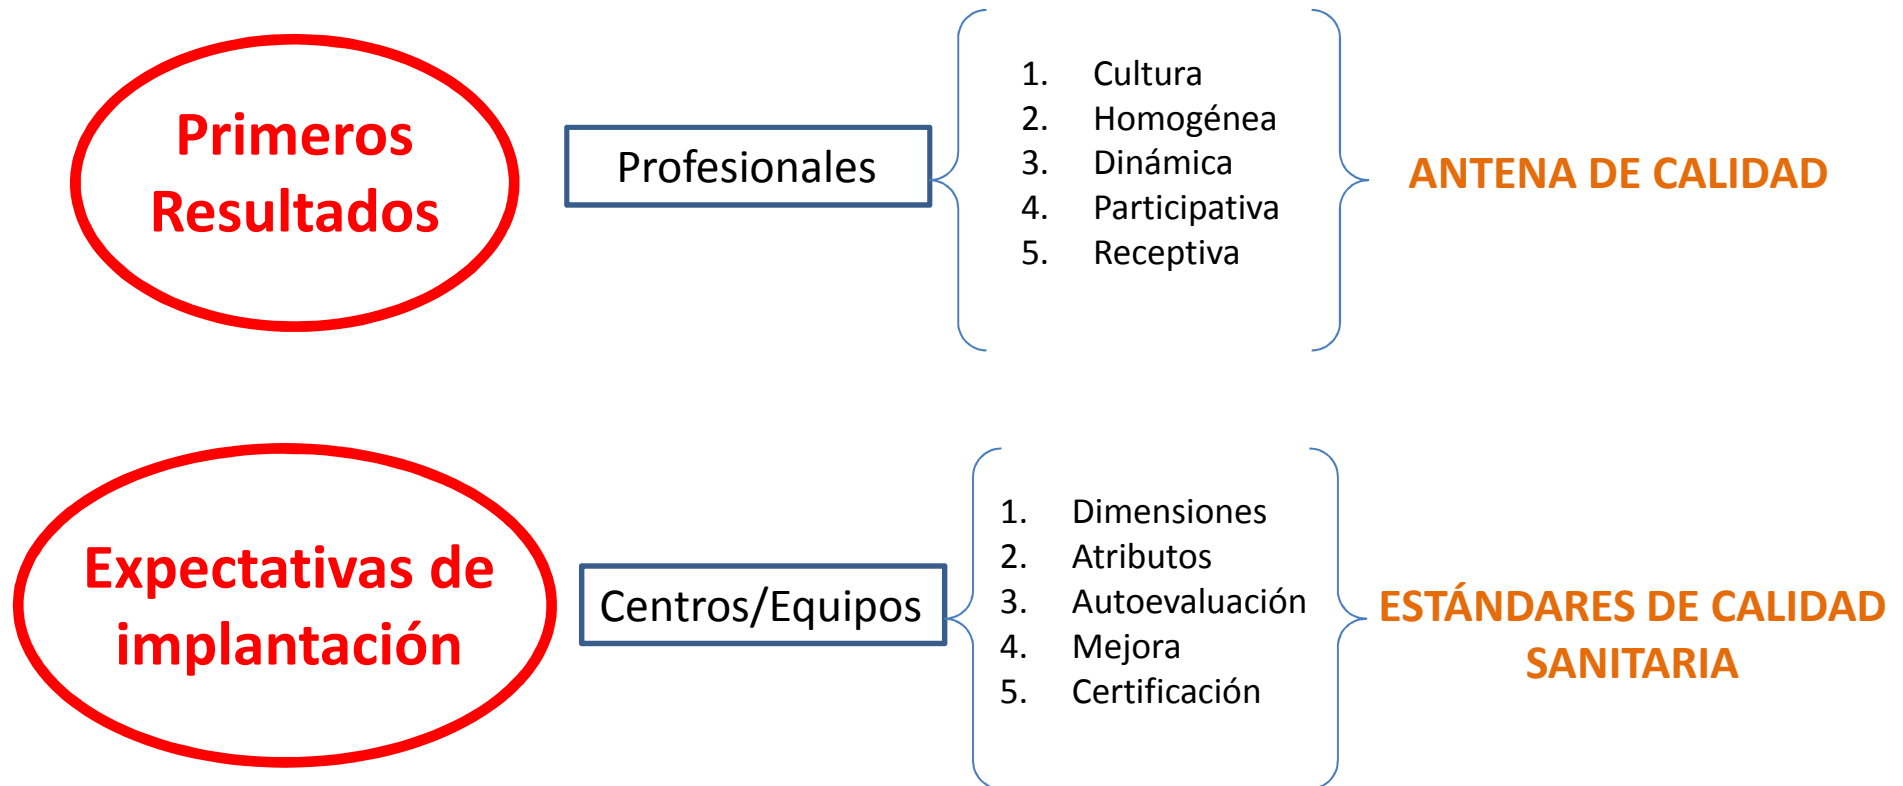 Primeros
Resultados
Profesionales
1. Cultura
2. Homogénea
3. Dinámica
4. Participativa
5. Receptiva
ANTENA DE CALIDAD
Expectativas de
implantación
Centros/Equipos
1. Dimensiones
2. Atributos
3. Autoevaluación
4. Mejora
5. Certificación
ESTÁNDARES DE CALIDAD
SANITARIA